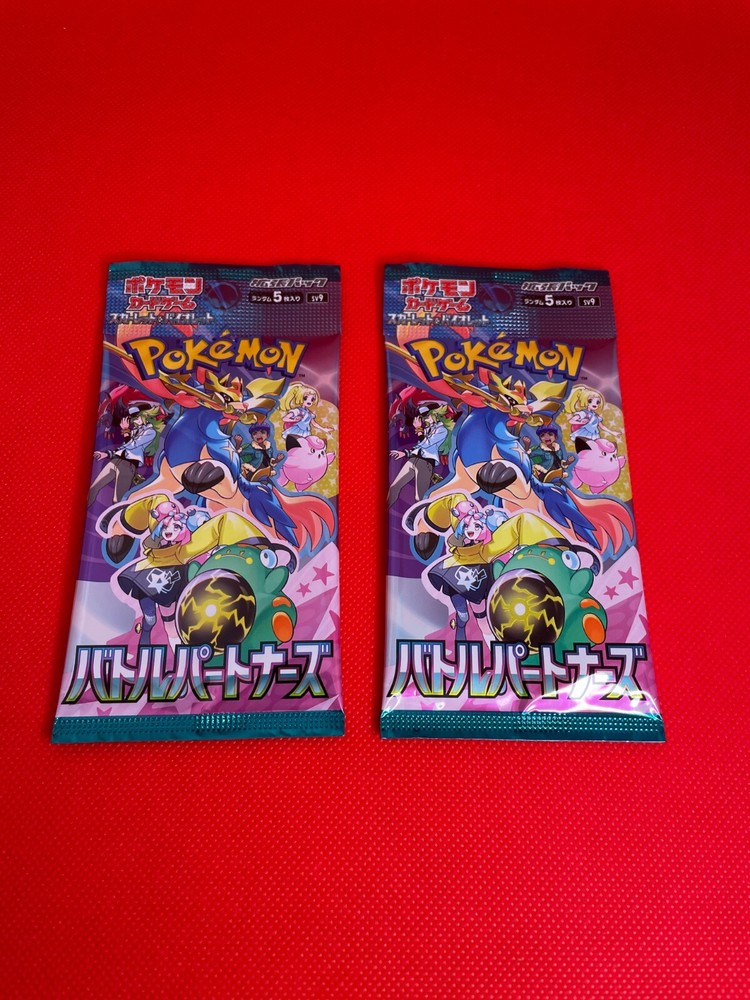 ポケモン
カードゲーム
スカーレット&バイオレット
拡張パック
ランダム5枚入り SV9
POKéMON
バトルパートナーズ
ポケモン
カードゲーム
スカーレット&バイオレット
拡張パック
ランダム5枚入り SV9
POKéMON
バトルパートナーズ